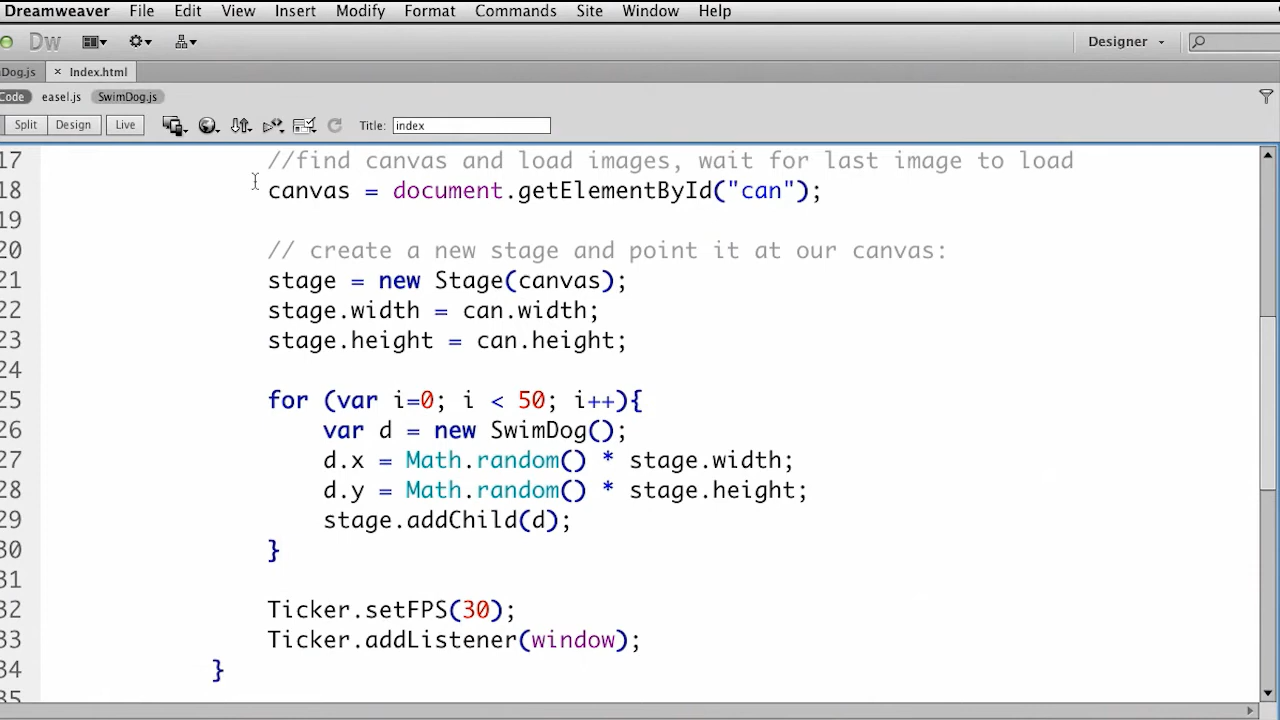 Dreamweaver File Edit View Insert Modify Format Commands Site Window Help
Dw Designer
Dog.js × Index.html
Code easel.js SwimDog.js
Split Design Live Title: index
17 //find canvas and load images, wait for last image to load
18 canvas = document.getElementById("can");
19
20 // create a new stage and point it at our canvas:
21 stage = new Stage(canvas);
22 stage.width = can.width;
23 stage.height = can.height;
24
25 for (var i=0; i < 50; i++){
26 var d = new SwimDog();
27 d.x = Math.random() * stage.width;
28 d.y = Math.random() * stage.height;
29 stage.addChild(d);
30 }
31
32 Ticker.setFPS(30);
33 Ticker.addListener(window);
34 }
35